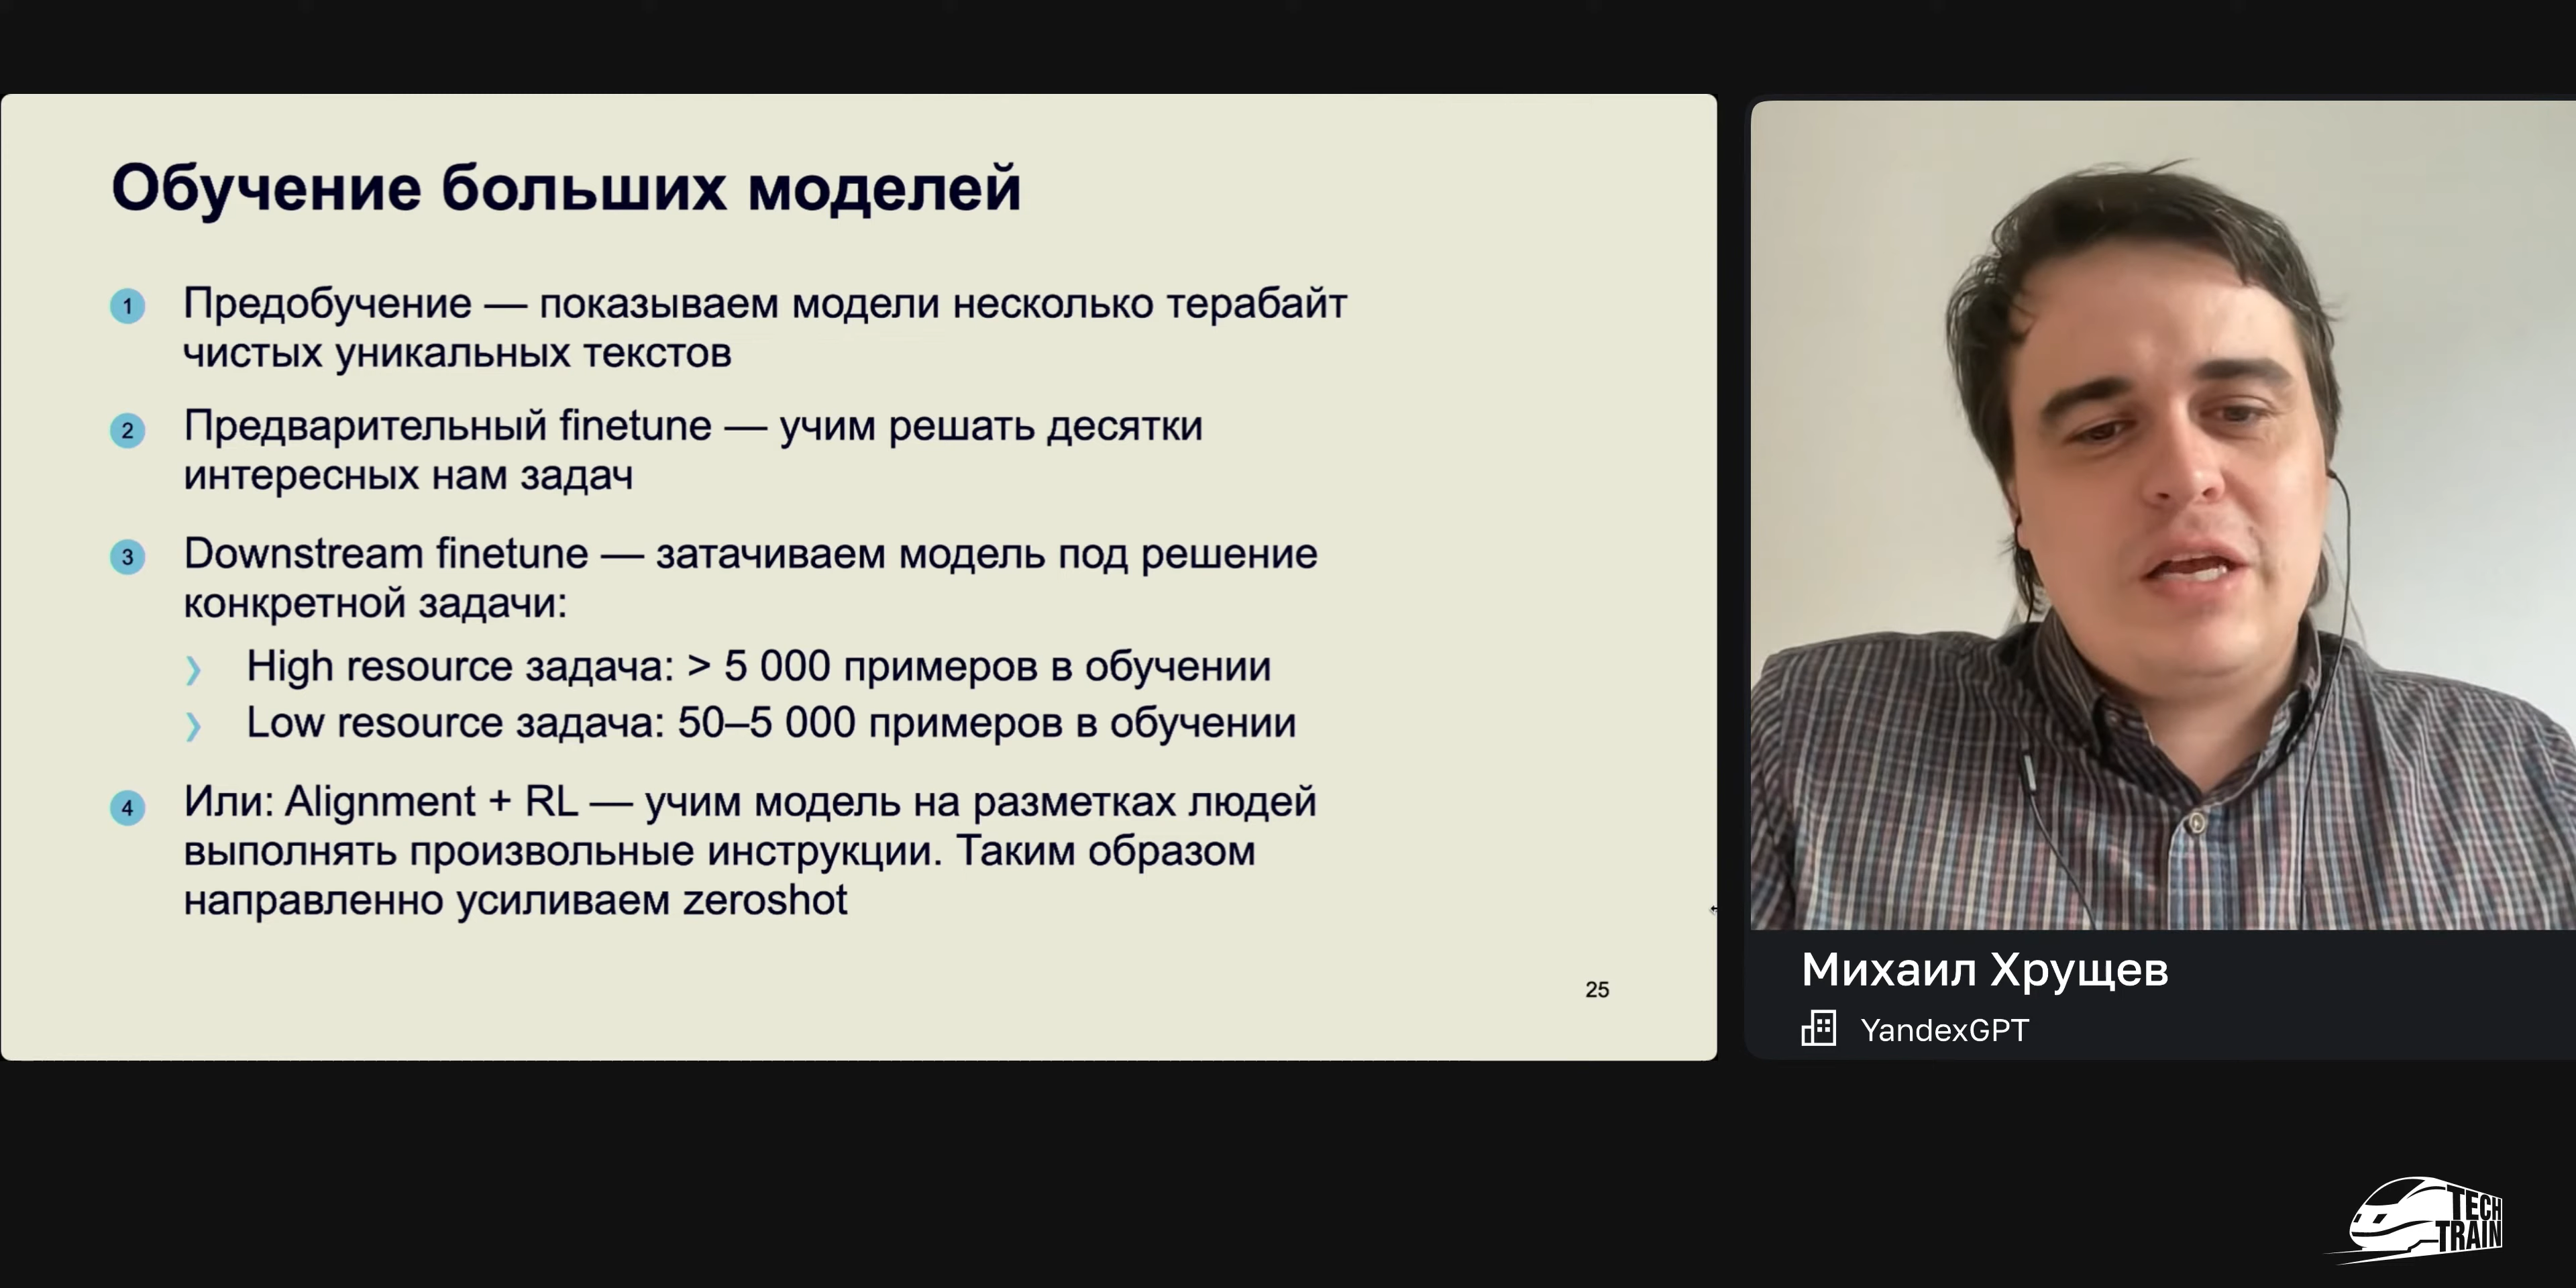 Обучение больших моделей
1 Предобучение — показываем модели несколько терабайт
чистых уникальных текстов
2 Предварительный finetune — учим решать десятки
интересных нам задач
3 Downstream finetune — затачиваем модель под решение
конкретной задачи:
› High resource задача: > 5 000 примеров в обучении
› Low resource задача: 50–5 000 примеров в обучении
4 Или: Alignment + RL — учим модель на разметках людей
выполнять произвольные инструкции. Таким образом
направленно усиливаем zeroshot
25
Михаил Хрущев
YandexGPT
TECH
TRAIN